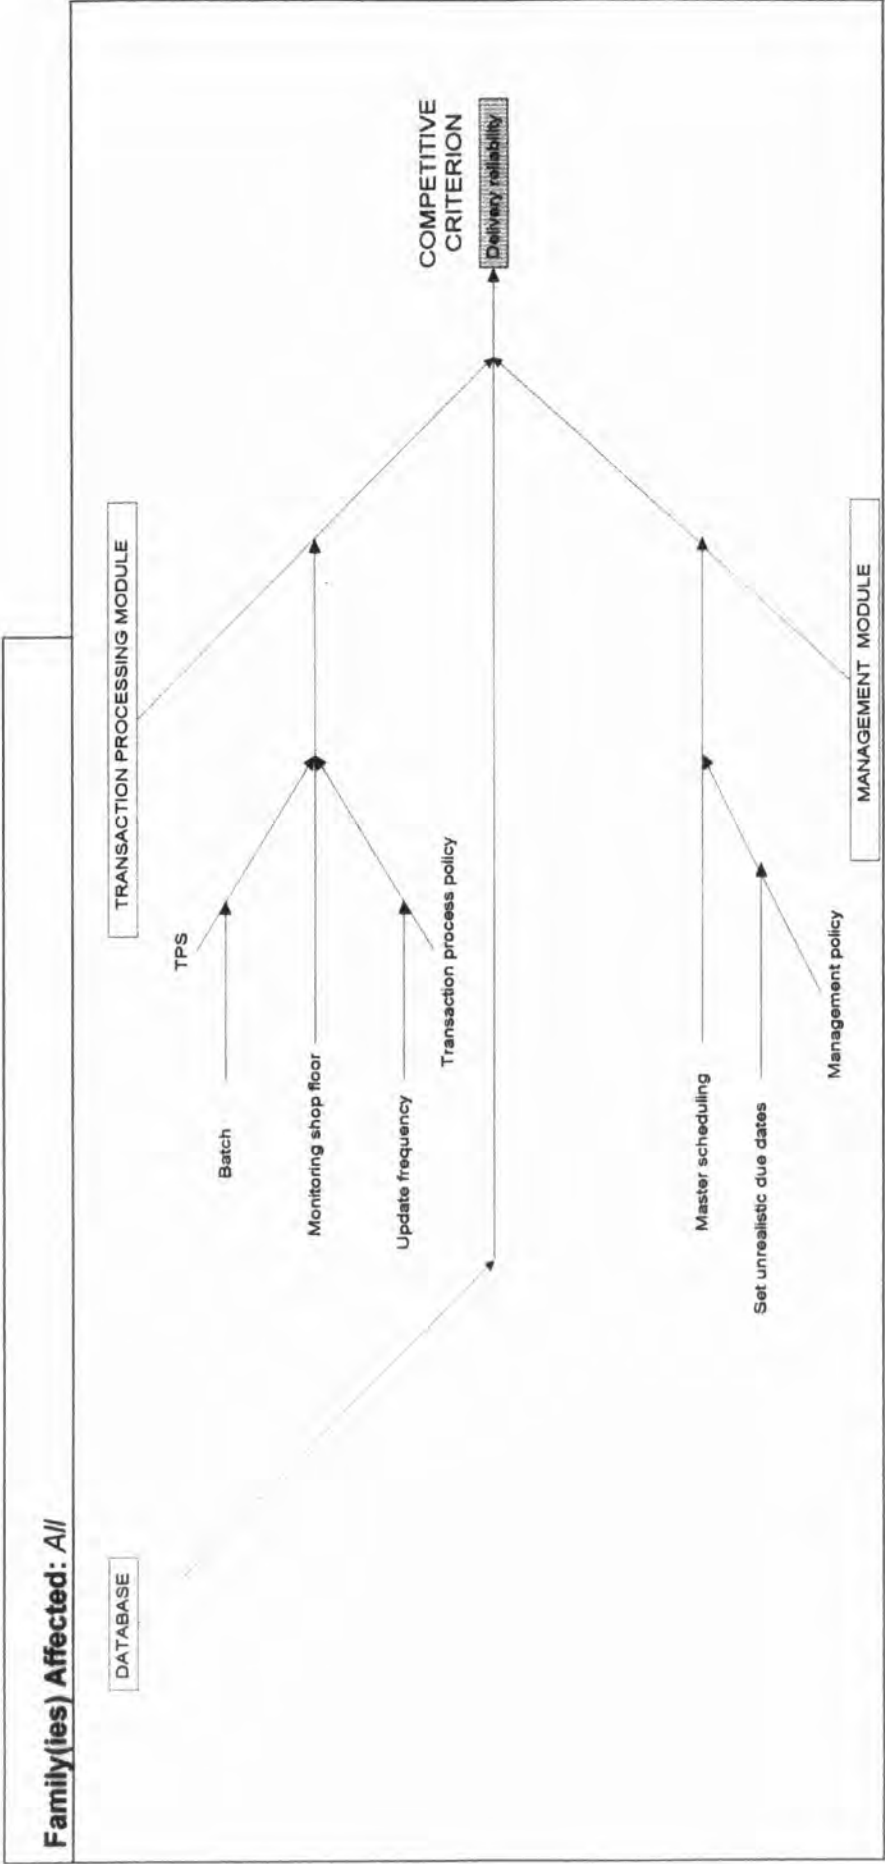 Family(ies) Affected: All
DATABASE
TRANSACTION PROCESSING MODULE
TPS
Batch
Monitoring shop floor
Update frequency
Transaction process policy
COMPETITIVE
CRITERION
Delivery reliability
Master scheduling
Set unrealistic due dates
Management policy
MANAGEMENT MODULE